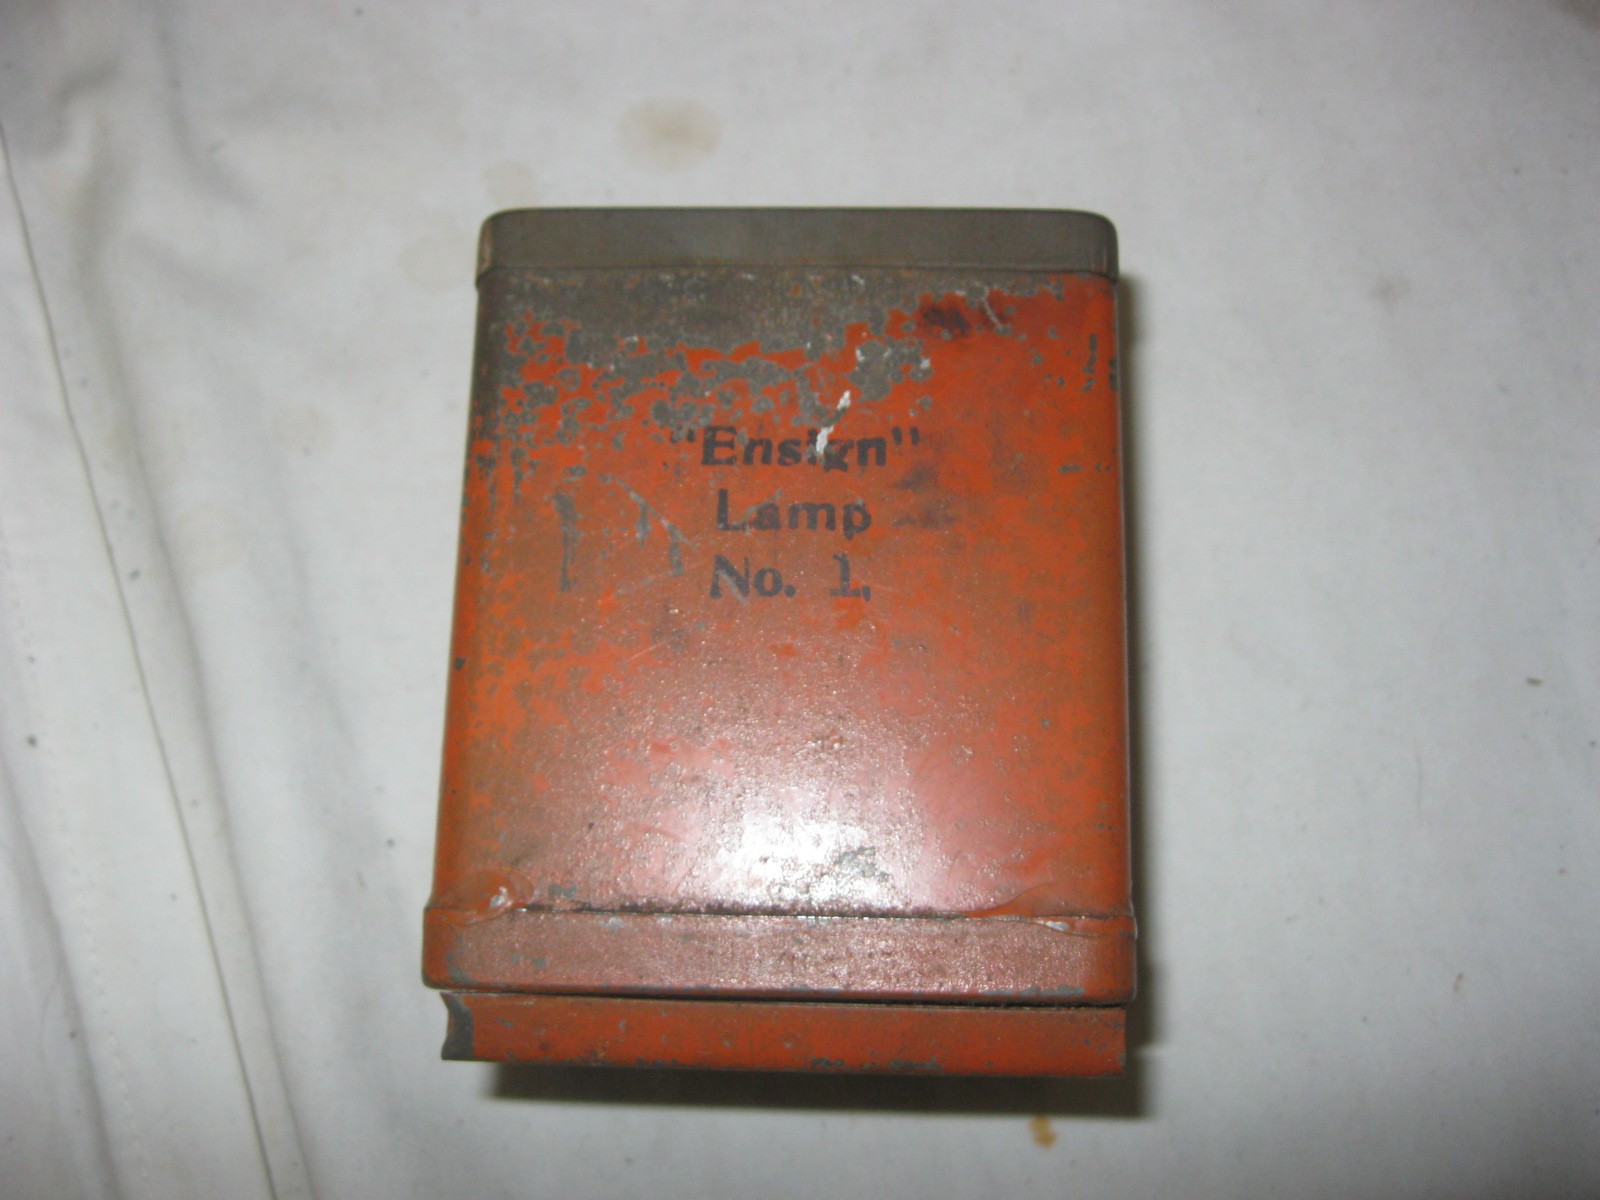 "Ensign"
Lamp
No. 1.